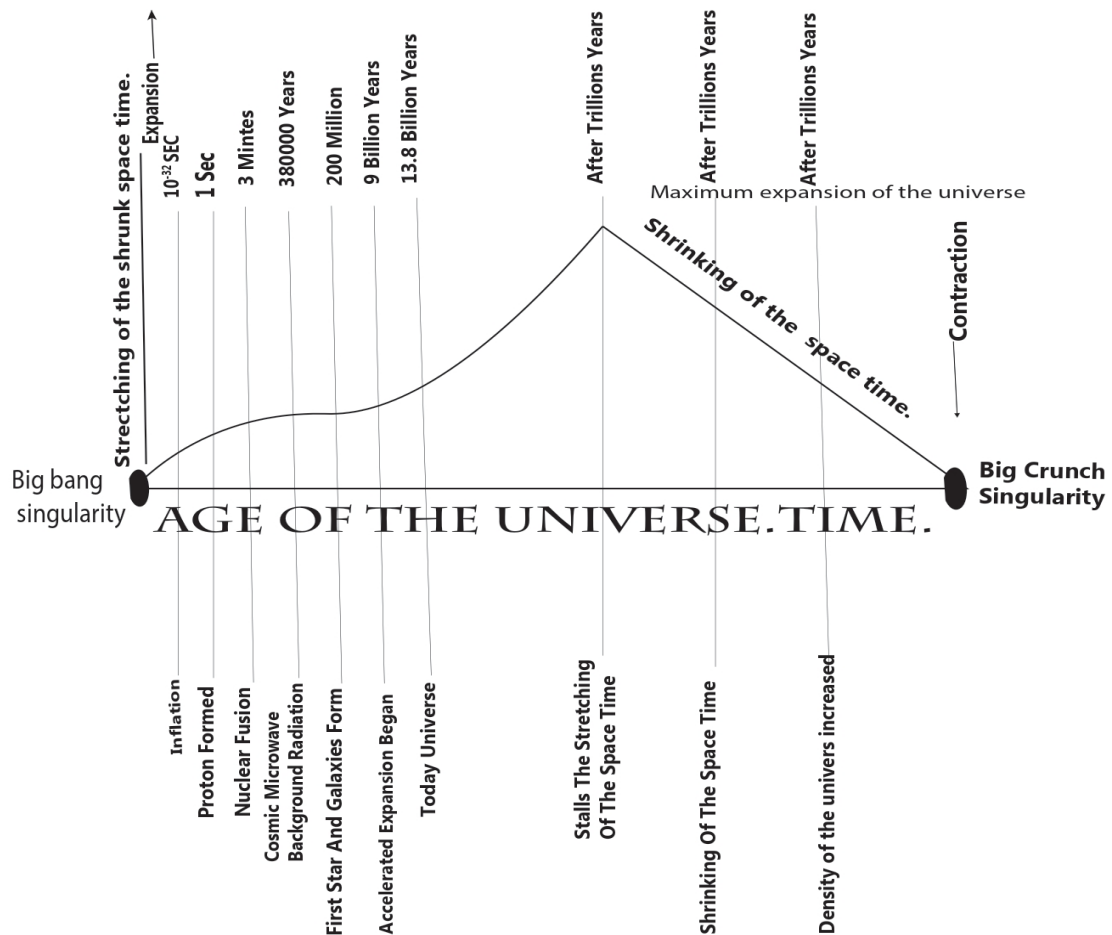 Strectching of the shrunk space time.
Expansion
10-32 SEC
1 Sec
3 Mintes
380000 Years
200 Million
9 Billion Years
13.8 Billion Years
After Trillions Years
After Trillions Years
After Trillions Years
Maximum expansion of the universe
Shrinking of the space time.
Contraction
Big bang
singularity
Big Crunch
Singularity
AGE OF THE UNIVERSE.TIME.
Inflation
Proton Formed
Nuclear Fusion
Cosmic Microwave
Background Radiation
First Star And Galaxies Form
Accelerated Expansion Began
Today Universe
Stalls The Stretching
Of The Space Time
Shrinking Of The Space Time
Density of the univers increased